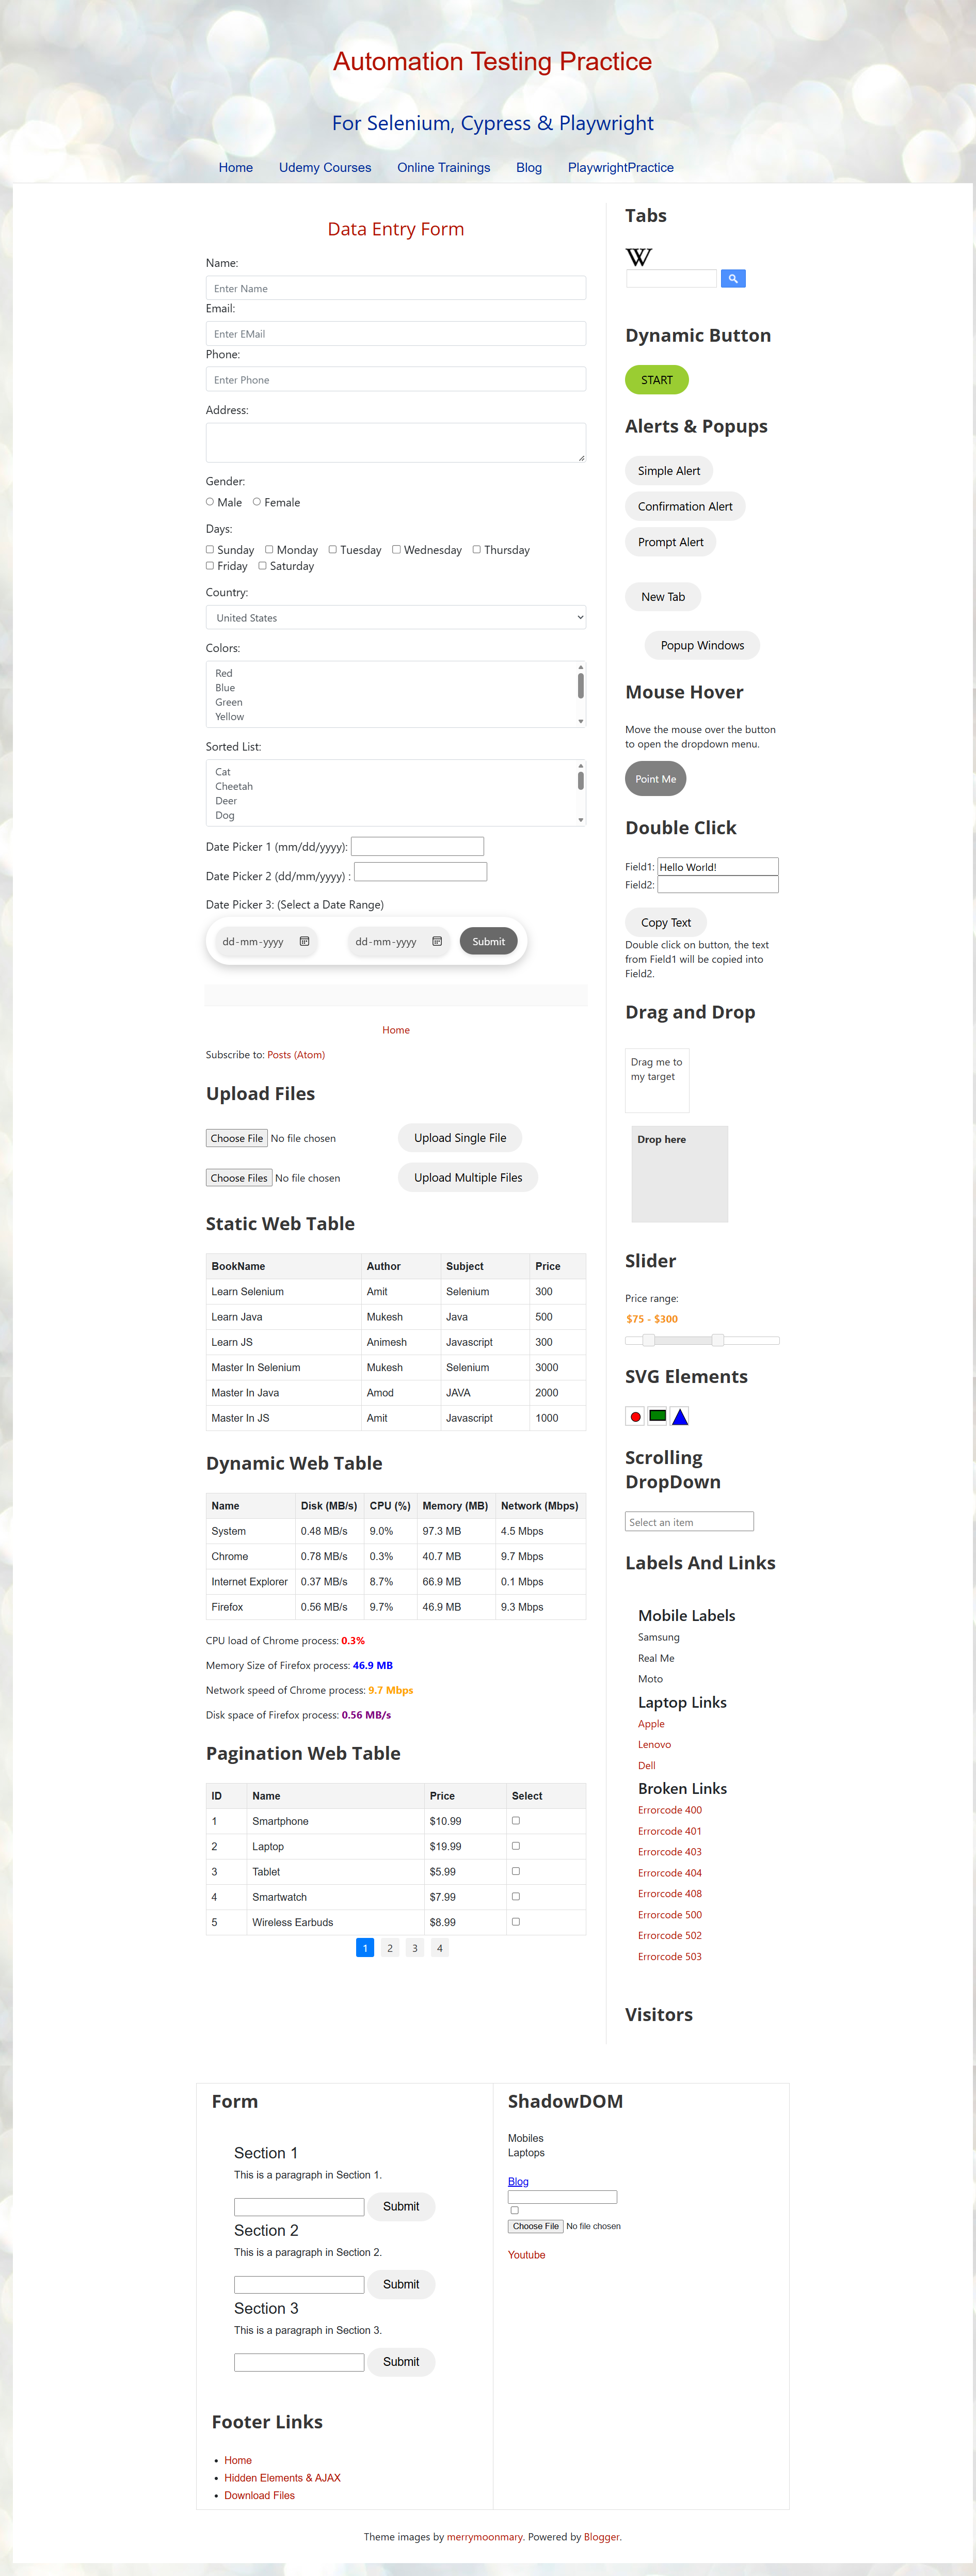 Automation Testing Practice
For Selenium, Cypress & Playwright
Home Udemy Courses Online Trainings Blog PlaywrightPractice
Data Entry Form
Name:
Enter Name
Email:
Enter EMail
Phone:
Enter Phone
Address:
Gender:
Male Female
Days:
Sunday Monday Tuesday Wednesday Thursday
Friday Saturday
Country:
United States
Colors:
Red
Blue
Green
Yellow
Sorted List:
Cat
Cheetah
Deer
Dog
Date Picker 1 (mm/dd/yyyy):
Date Picker 2 (dd/mm/yyyy) :
Date Picker 3: (Select a Date Range)
dd-mm-yyyy dd-mm-yyyy Submit
Home
Subscribe to: Posts (Atom)
Upload Files
Choose File No file chosen Upload Single File
Choose Files No file chosen Upload Multiple Files
Static Web Table
BookName Author Subject Price
Learn Selenium Amit Selenium 300
Learn Java Mukesh Java 500
Learn JS Animesh Javascript 300
Master In Selenium Mukesh Selenium 3000
Master In Java Amod JAVA 2000
Master In JS Amit Javascript 1000
Dynamic Web Table
Name Disk (MB/s) CPU (%) Memory (MB) Network (Mbps)
System 0.48 MB/s 9.0% 97.3 MB 4.5 Mbps
Chrome 0.78 MB/s 0.3% 40.7 MB 9.7 Mbps
Internet Explorer 0.37 MB/s 8.7% 66.9 MB 0.1 Mbps
Firefox 0.56 MB/s 9.7% 46.9 MB 9.3 Mbps
CPU load of Chrome process: 0.3%
Memory Size of Firefox process: 46.9 MB
Network speed of Chrome process: 9.7 Mbps
Disk space of Firefox process: 0.56 MB/s
Pagination Web Table
ID Name Price Select
1 Smartphone $10.99
2 Laptop $19.99
3 Tablet $5.99
4 Smartwatch $7.99
5 Wireless Earbuds $8.99
1 2 3 4
Tabs
W
Dynamic Button
START
Alerts & Popups
Simple Alert
Confirmation Alert
Prompt Alert
New Tab
Popup Windows
Mouse Hover
Move the mouse over the button
to open the dropdown menu.
Point Me
Double Click
Field1: Hello World!
Field2:
Copy Text
Double click on button, the text
from Field1 will be copied into
Field2.
Drag and Drop
Drag me to
my target
Drop here
Slider
Price range:
$75 - $300
SVG Elements
Scrolling
DropDown
Select an item
Labels And Links
Mobile Labels
Samsung
Real Me
Moto
Laptop Links
Apple
Lenovo
Dell
Broken Links
Errorcode 400
Errorcode 401
Errorcode 403
Errorcode 404
Errorcode 408
Errorcode 500
Errorcode 502
Errorcode 503
Visitors
Form
Section 1
This is a paragraph in Section 1.
Submit
Section 2
This is a paragraph in Section 2.
Submit
Section 3
This is a paragraph in Section 3.
Submit
Footer Links
Home
Hidden Elements & AJAX
Download Files
ShadowDOM
Mobiles
Laptops
Blog
Choose File No file chosen
Youtube
Theme images by merrymoonmary. Powered by Blogger.